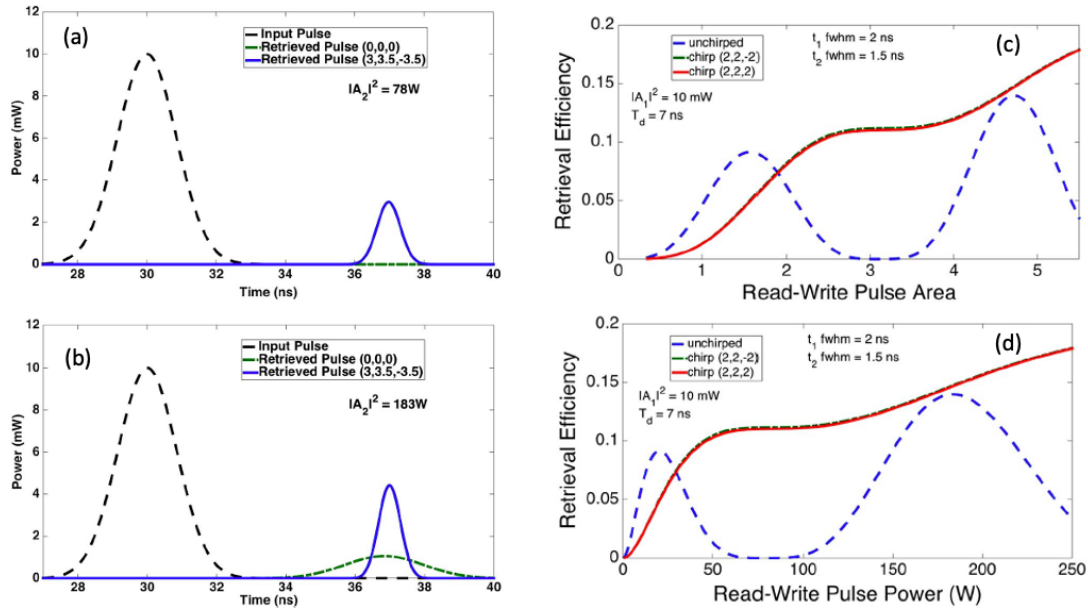 (a)
Input Pulse
Retrieved Pulse (0,0,0)
Retrieved Pulse (3,3.5,-3.5)
|A2|² = 78W
Power (mW)
12
10
8
6
4
2
0
28 30 32 34 36 38 40
Time (ns)
(b)
Input Pulse
Retrieved Pulse (0,0,0)
Retrieved Pulse (3,3.5,-3.5)
|A2|² = 183W
Power (mW)
12
10
8
6
4
2
0
28 30 32 34 36 38 40
Time (ns)
(c)
unchirped
chirp (2,2,-2)
chirp (2,2,2)
t1 fwhm = 2 ns
t2 fwhm = 1.5 ns
|A1|² = 10 mW
Td = 7 ns
Retrieval Efficiency
0.2
0.15
0.1
0.05
0
0 1 2 3 4 5
Read-Write Pulse Area
(d)
unchirped
chirp (2,2,-2)
chirp (2,2,2)
t1 fwhm = 2 ns
t2 fwhm = 1.5 ns
|A1|² = 10 mW
Td = 7 ns
Retrieval Efficiency
0.2
0.15
0.1
0.05
0
0 50 100 150 200 250
Read-Write Pulse Power (W)